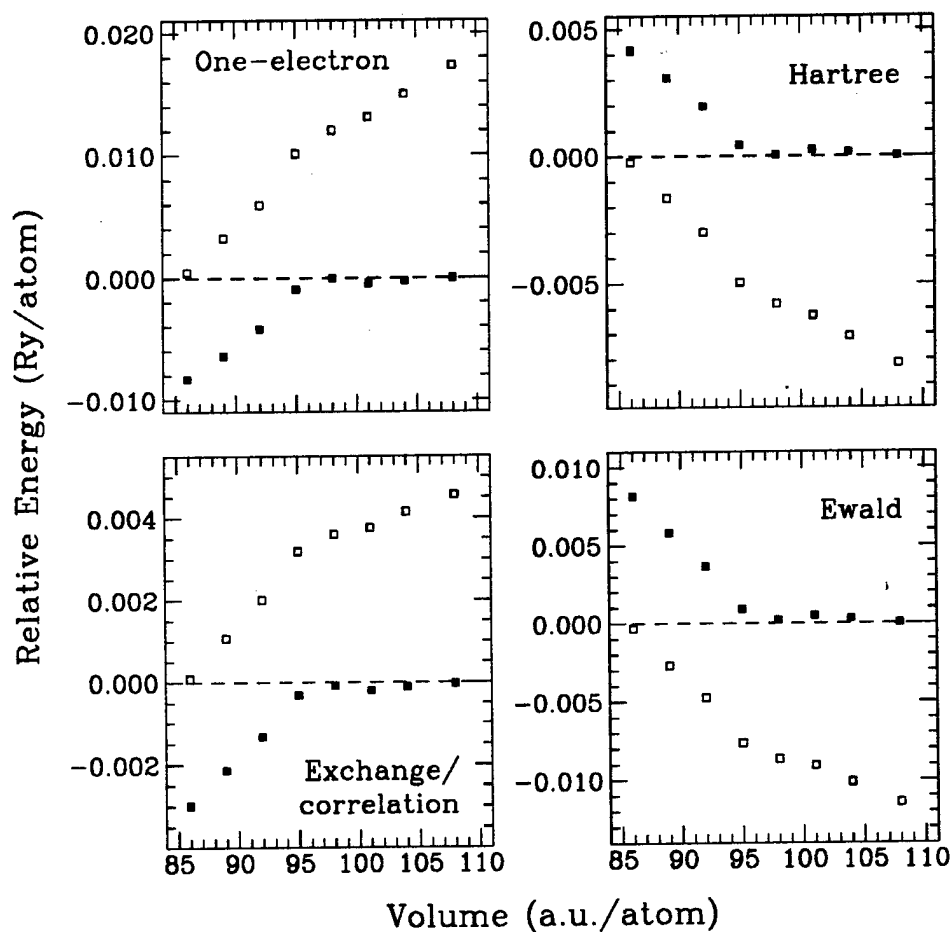 0.020
0.010
0.000
−0.010
One−electron
0.005
0.000
−0.005
Hartree
0.004
0.002
0.000
−0.002
Exchange/
correlation
85 90 95 100 105 110
0.010
0.005
0.000
−0.005
−0.010
Ewald
85 90 95 100 105 110
Relative Energy (Ry/atom)
Volume (a.u./atom)